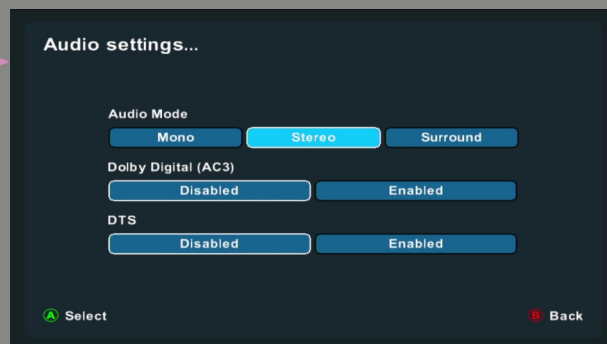 Audio settings...
Audio Mode
Mono Stereo Surround
Dolby Digital (AC3)
Disabled Enabled
DTS
Disabled Enabled
A Select B Back